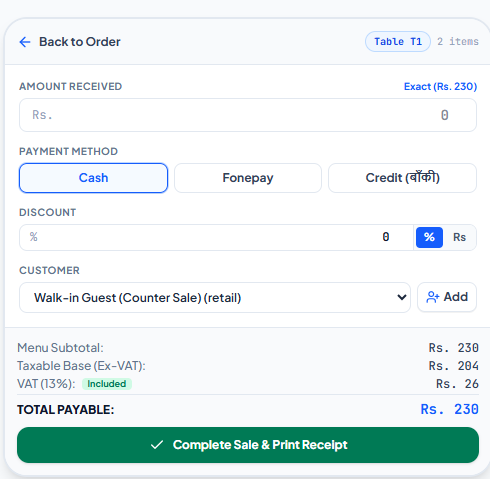 ← Back to Order Table T1 2 items
AMOUNT RECEIVED Exact (Rs. 230)
Rs. 0
PAYMENT METHOD
Cash Fonepay Credit (बाँकी)
DISCOUNT
% 0 % Rs
CUSTOMER
Walk-in Guest (Counter Sale) (retail) Add
Menu Subtotal: Rs. 230
Taxable Base (Ex-VAT): Rs. 204
VAT (13%): Included Rs. 26
TOTAL PAYABLE: Rs. 230
✓ Complete Sale & Print Receipt